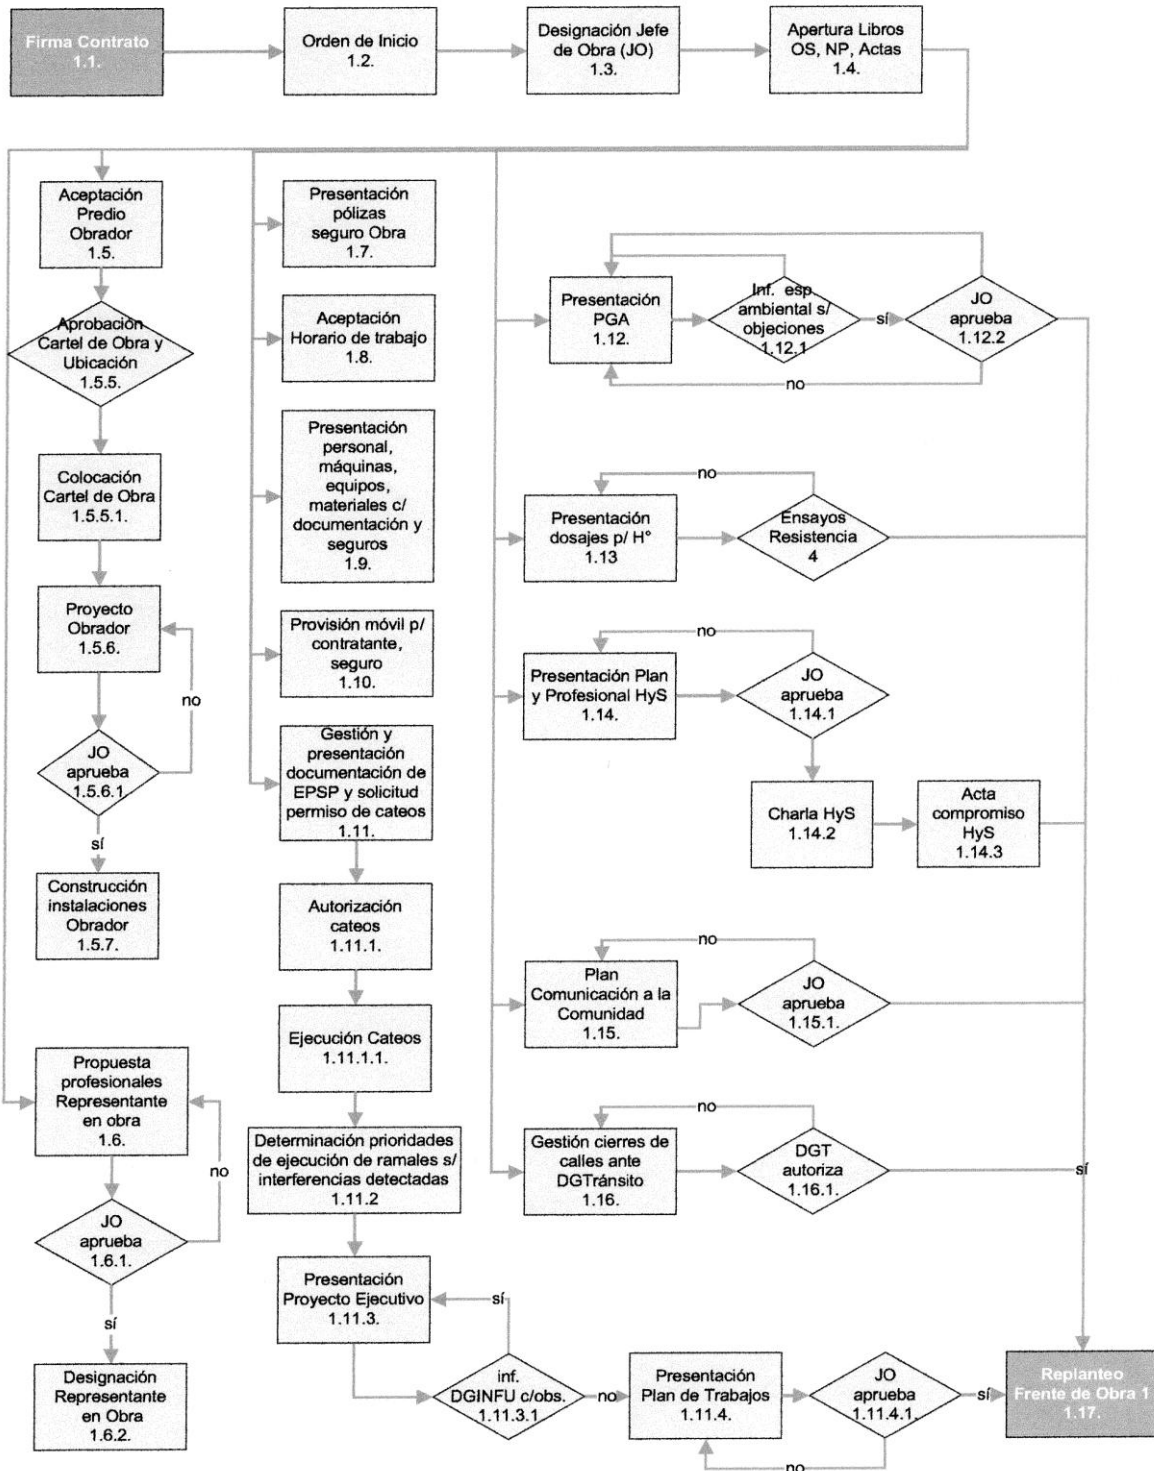 Firma Contrato
1.1.
Orden de Inicio
1.2.
Designación Jefe
de Obra (JO)
1.3.
Apertura Libros
OS, NP, Actas
1.4.
Aceptación
Predio
Obrador
1.5.
Aprobación
Cartel de Obra y
Ubicación
1.5.5.
Colocación
Cartel de Obra
1.5.5.1.
Proyecto
Obrador
1.5.6.
no
JO
aprueba
1.5.6.1
sí
Construcción
instalaciones
Obrador
1.5.7.
Propuesta
profesionales
Representante
en obra
1.6.
no
JO
aprueba
1.6.1.
sí
Designación
Representante
en Obra
1.6.2.
Presentación
pólizas
seguro Obra
1.7.
Aceptación
Horario de trabajo
1.8.
Presentación
personal,
máquinas,
equipos,
materiales c/
documentación y
seguros
1.9.
Provisión móvil p/
contratante,
seguro
1.10.
Gestión y
presentación
documentación de
EPSP y solicitud
permiso de cateos
1.11.
Autorización
cateos
1.11.1.
Ejecución Cateos
1.11.1.1.
Determinación prioridades
de ejecución de ramales s/
interferencias detectadas
1.11.2
Presentación
Proyecto Ejecutivo
1.11.3.
sí
inf.
DGINFU c/obs.
1.11.3.1
no
Presentación
Plan de Trabajos
1.11.4.
JO
aprueba
1.11.4.1.
no
sí
Presentación
PGA
1.12.
Inf. esp.
ambiental s/
objeciones
1.12.1
sí
JO
aprueba
1.12.2
no
Presentación
dosajes p/ H°
1.13
no
Ensayos
Resistencia
4
Presentación Plan
y Profesional HyS
1.14.
no
JO
aprueba
1.14.1
Charla HyS
1.14.2
Acta
compromiso
HyS
1.14.3
Plan
Comunicación a la
Comunidad
1.15.
no
JO
aprueba
1.15.1.
Gestión cierres de
calles ante
DGTránsito
1.16.
no
DGT
autoriza
1.16.1.
sí
Replanteo
Frente de Obra 1
1.17.